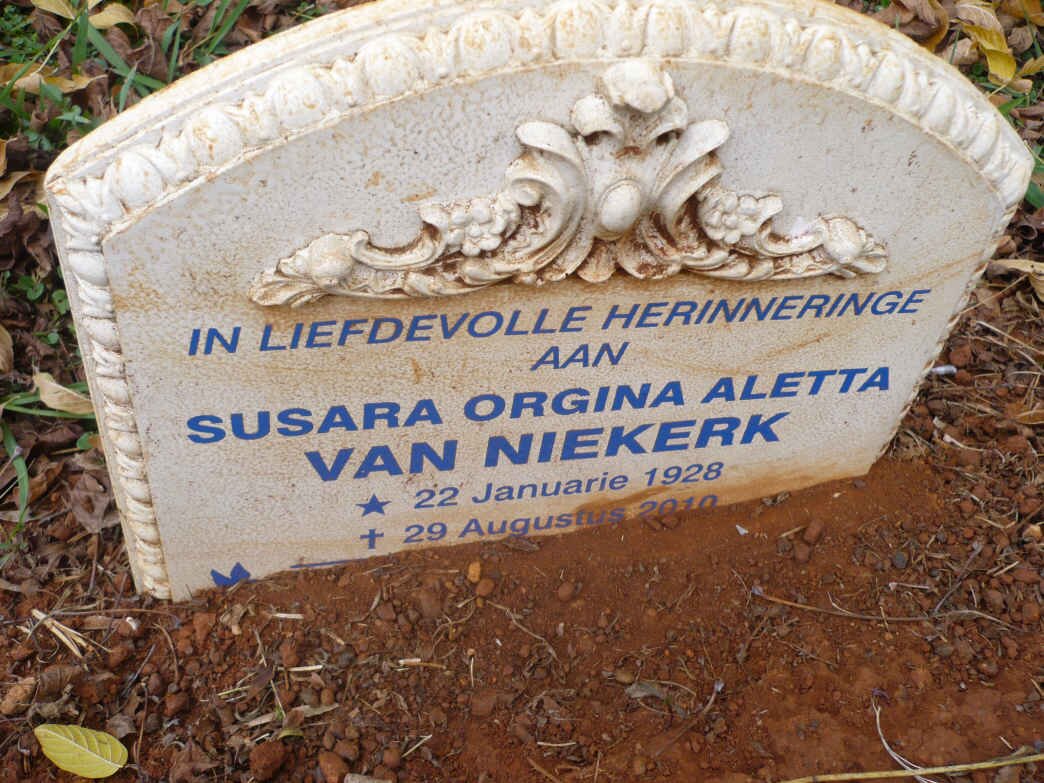 IN LIEFDEVOLLE HERINNERINGE
AAN
SUSARA ORGINA ALETTA
VAN NIEKERK
★ 22 Januarie 1928
✝ 29 Augustus 2010